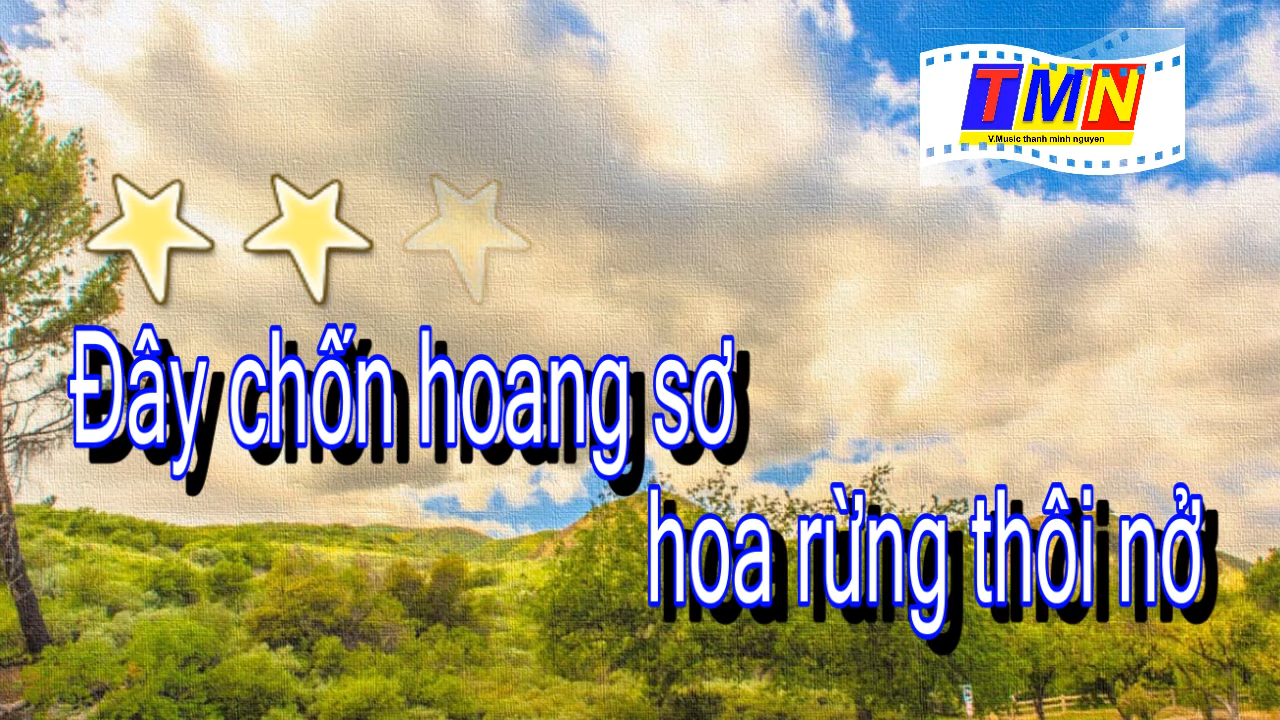 TMN
V.Music thanh minh nguyen
Đây chốn hoang sơ
hoa rừng thôi nở